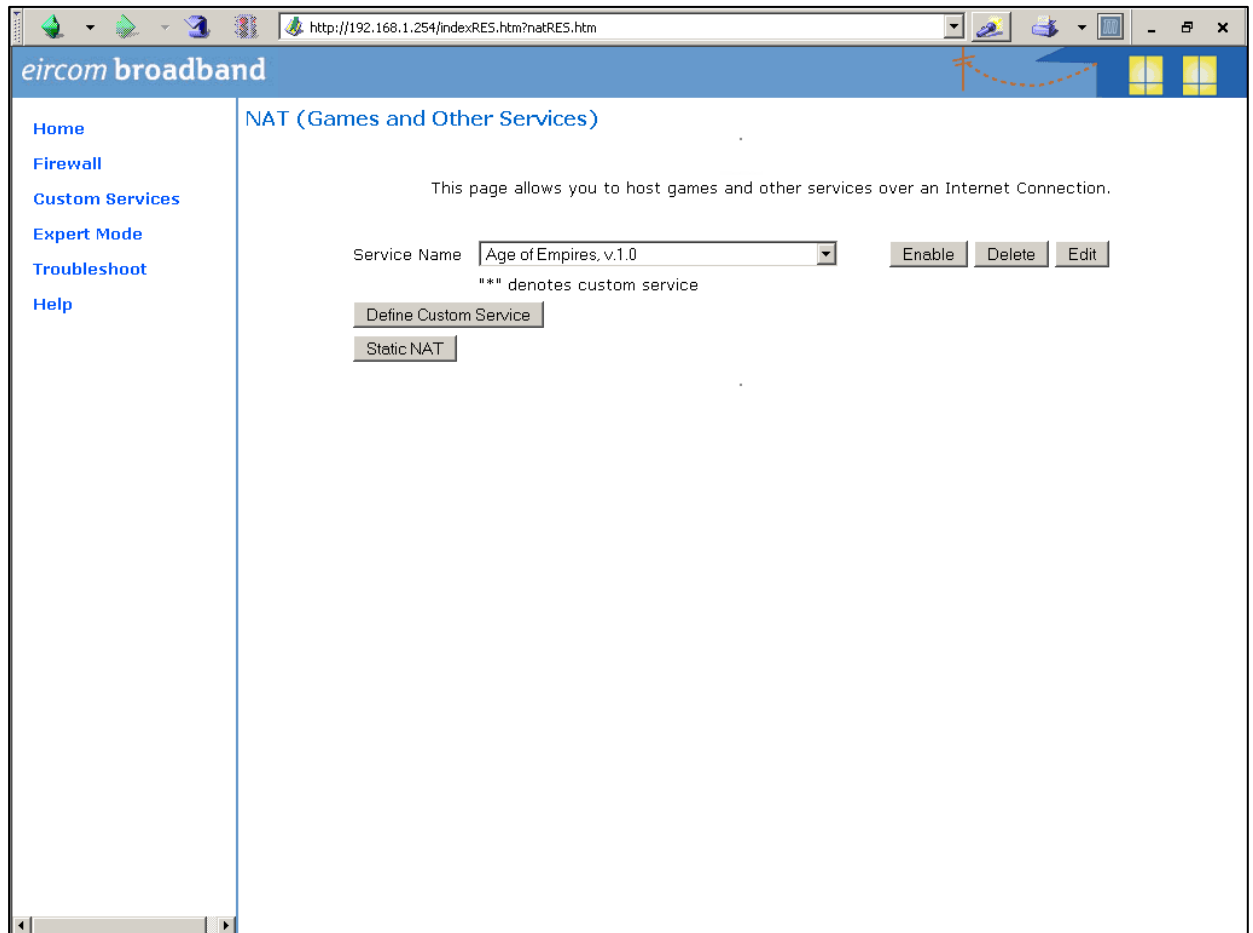 http://192.168.1.254/indexRES.htm?natRES.htm
eircom broadband
Home
Firewall
Custom Services
Expert Mode
Troubleshoot
Help
NAT (Games and Other Services)
This page allows you to host games and other services over an Internet Connection.
Service Name Age of Empires, v.1.0 Enable Delete Edit
"*" denotes custom service
Define Custom Service
Static NAT